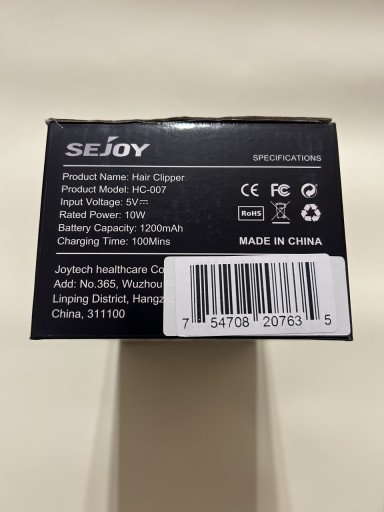 SEJOY
SPECIFICATIONS
Product Name: Hair Clipper
Product Model: HC-007
Input Voltage: 5V⎓
Rated Power: 10W
Battery Capacity: 1200mAh
Charging Time: 100Mins
CE FC
RoHS
MADE IN CHINA
Joytech healthcare Co
Add: No.365, Wuzhou
Linping District,
China, 311100
7 54708 20763 5